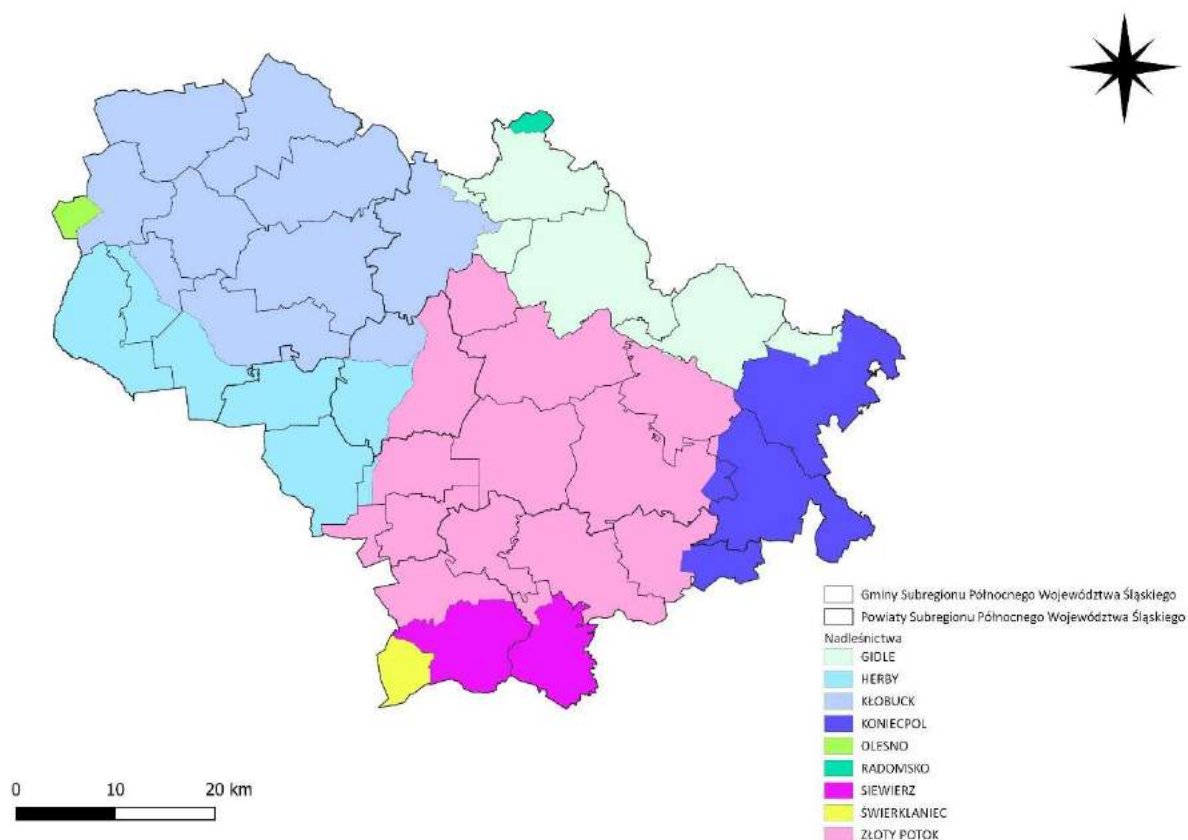 Gminy Subregionu Północnego Województwa Śląskiego
Powiaty Subregionu Północnego Województwa Śląskiego
Nadleśnictwa
GIDLE
HERBY
KŁOBUCK
KONIECPOL
OLESNO
RADOMSKO
SIEWIERZ
ŚWIERKLANIEC
ZŁOTY POTOK
0 10 20 km